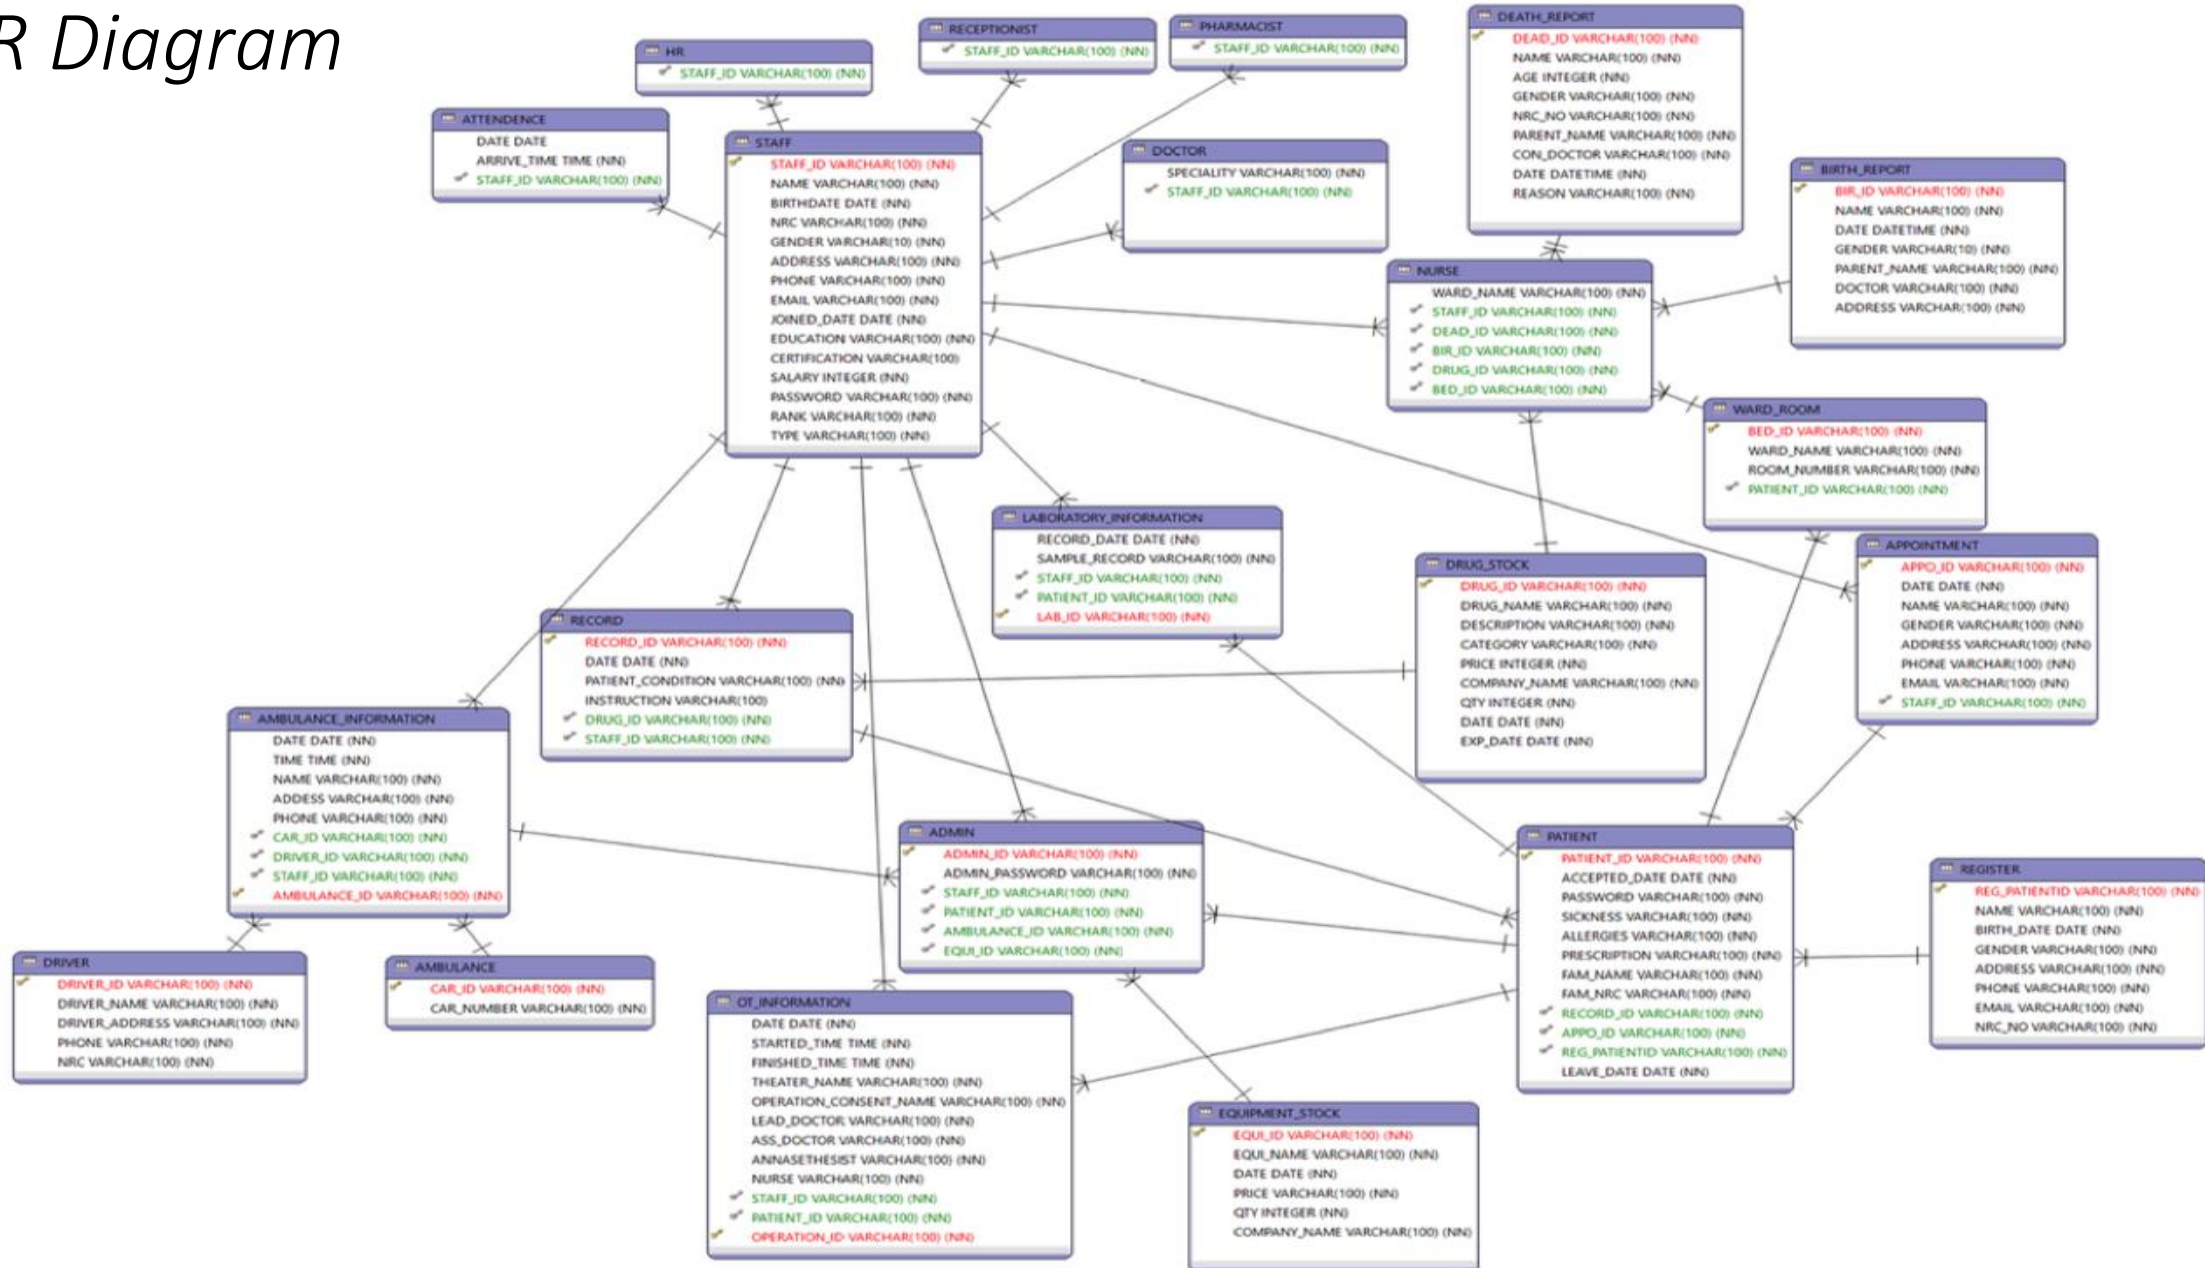 R Diagram
HR
STAFF_ID VARCHAR(100) (NN)
RECEPTIONIST
STAFF_ID VARCHAR(100) (NN)
PHARMACIST
STAFF_ID VARCHAR(100) (NN)
DEATH_REPORT
DEAD_ID VARCHAR(100) (NN)
NAME VARCHAR(100) (NN)
AGE INTEGER (NN)
GENDER VARCHAR(100) (NN)
NRC_NO VARCHAR(100) (NN)
PARENT_NAME VARCHAR(100) (NN)
CON_DOCTOR VARCHAR(100) (NN)
DATE DATETIME (NN)
REASON VARCHAR(100) (NN)
ATTENDENCE
DATE DATE
ARRIVE_TIME TIME (NN)
STAFF_ID VARCHAR(100) (NN)
STAFF
STAFF_ID VARCHAR(100) (NN)
NAME VARCHAR(100) (NN)
BIRTHDATE DATE (NN)
NRC VARCHAR(100) (NN)
GENDER VARCHAR(10) (NN)
ADDRESS VARCHAR(100) (NN)
PHONE VARCHAR(100) (NN)
EMAIL VARCHAR(100) (NN)
JOINED_DATE DATE (NN)
EDUCATION VARCHAR(100) (NN)
CERTIFICATION VARCHAR(100)
SALARY INTEGER (NN)
PASSWORD VARCHAR(100) (NN)
RANK VARCHAR(100) (NN)
TYPE VARCHAR(100) (NN)
DOCTOR
SPECIALITY VARCHAR(100) (NN)
STAFF_ID VARCHAR(100) (NN)
BIRTH_REPORT
BIR_ID VARCHAR(100) (NN)
NAME VARCHAR(100) (NN)
DATE DATETIME (NN)
GENDER VARCHAR(10) (NN)
PARENT_NAME VARCHAR(100) (NN)
DOCTOR VARCHAR(100) (NN)
ADDRESS VARCHAR(100) (NN)
NURSE
WARD_NAME VARCHAR(100) (NN)
STAFF_ID VARCHAR(100) (NN)
DEAD_ID VARCHAR(100) (NN)
BIR_ID VARCHAR(100) (NN)
DRUG_ID VARCHAR(100) (NN)
BED_ID VARCHAR(100) (NN)
WARD_ROOM
BED_ID VARCHAR(100) (NN)
WARD_NAME VARCHAR(100) (NN)
ROOM_NUMBER VARCHAR(100) (NN)
PATIENT_ID VARCHAR(100) (NN)
LABORATORY_INFORMATION
RECORD_DATE DATE (NN)
SAMPLE_RECORD VARCHAR(100) (NN)
STAFF_ID VARCHAR(100) (NN)
PATIENT_ID VARCHAR(100) (NN)
LAB_ID VARCHAR(100) (NN)
DRUG_STOCK
DRUG_ID VARCHAR(100) (NN)
DRUG_NAME VARCHAR(100) (NN)
DESCRIPTION VARCHAR(100) (NN)
CATEGORY VARCHAR(100) (NN)
PRICE INTEGER (NN)
COMPANY_NAME VARCHAR(100) (NN)
QTY INTEGER (NN)
DATE DATE (NN)
EXP_DATE DATE (NN)
APPOINTMENT
APPO_ID VARCHAR(100) (NN)
DATE DATE (NN)
NAME VARCHAR(100) (NN)
GENDER VARCHAR(100) (NN)
ADDRESS VARCHAR(100) (NN)
PHONE VARCHAR(100) (NN)
EMAIL VARCHAR(100) (NN)
STAFF_ID VARCHAR(100) (NN)
RECORD
RECORD_ID VARCHAR(100) (NN)
DATE DATE (NN)
PATIENT_CONDITION VARCHAR(100) (NN)
INSTRUCTION VARCHAR(100)
DRUG_ID VARCHAR(100) (NN)
STAFF_ID VARCHAR(100) (NN)
AMBULANCE_INFORMATION
DATE DATE (NN)
TIME TIME (NN)
NAME VARCHAR(100) (NN)
ADDESS VARCHAR(100) (NN)
PHONE VARCHAR(100) (NN)
CAR_ID VARCHAR(100) (NN)
DRIVER_ID VARCHAR(100) (NN)
STAFF_ID VARCHAR(100) (NN)
AMBULANCE_ID VARCHAR(100) (NN)
ADMIN
ADMIN_ID VARCHAR(100) (NN)
ADMIN_PASSWORD VARCHAR(100) (NN)
STAFF_ID VARCHAR(100) (NN)
PATIENT_ID VARCHAR(100) (NN)
AMBULANCE_ID VARCHAR(100) (NN)
EQUI_ID VARCHAR(100) (NN)
PATIENT
PATIENT_ID VARCHAR(100) (NN)
ACCEPTED_DATE DATE (NN)
PASSWORD VARCHAR(100) (NN)
SICKNESS VARCHAR(100) (NN)
ALLERGIES VARCHAR(100) (NN)
PRESCRIPTION VARCHAR(100) (NN)
FAM_NAME VARCHAR(100) (NN)
FAM_NRC VARCHAR(100) (NN)
RECORD_ID VARCHAR(100) (NN)
APPO_ID VARCHAR(100) (NN)
REG_PATIENTID VARCHAR(100) (NN)
LEAVE_DATE DATE (NN)
REGISTER
REG_PATIENTID VARCHAR(100) (NN)
NAME VARCHAR(100) (NN)
BIRTH_DATE DATE (NN)
GENDER VARCHAR(100) (NN)
ADDRESS VARCHAR(100) (NN)
PHONE VARCHAR(100) (NN)
EMAIL VARCHAR(100) (NN)
NRC_NO VARCHAR(100) (NN)
DRIVER
DRIVER_ID VARCHAR(100) (NN)
DRIVER_NAME VARCHAR(100) (NN)
DRIVER_ADDRESS VARCHAR(100) (NN)
PHONE VARCHAR(100) (NN)
NRC VARCHAR(100) (NN)
AMBULANCE
CAR_ID VARCHAR(100) (NN)
CAR_NUMBER VARCHAR(100) (NN)
OT_INFORMATION
DATE DATE (NN)
STARTED_TIME TIME (NN)
FINISHED_TIME TIME (NN)
THEATER_NAME VARCHAR(100) (NN)
OPERATION_CONSENT_NAME VARCHAR(100) (NN)
LEAD_DOCTOR VARCHAR(100) (NN)
ASS_DOCTOR VARCHAR(100) (NN)
ANNASETHESIST VARCHAR(100) (NN)
NURSE VARCHAR(100) (NN)
STAFF_ID VARCHAR(100) (NN)
PATIENT_ID VARCHAR(100) (NN)
OPERATION_ID VARCHAR(100) (NN)
EQUIPMENT_STOCK
EQUI_ID VARCHAR(100) (NN)
EQUI_NAME VARCHAR(100) (NN)
DATE DATE (NN)
PRICE VARCHAR(100) (NN)
QTY INTEGER (NN)
COMPANY_NAME VARCHAR(100) (NN)